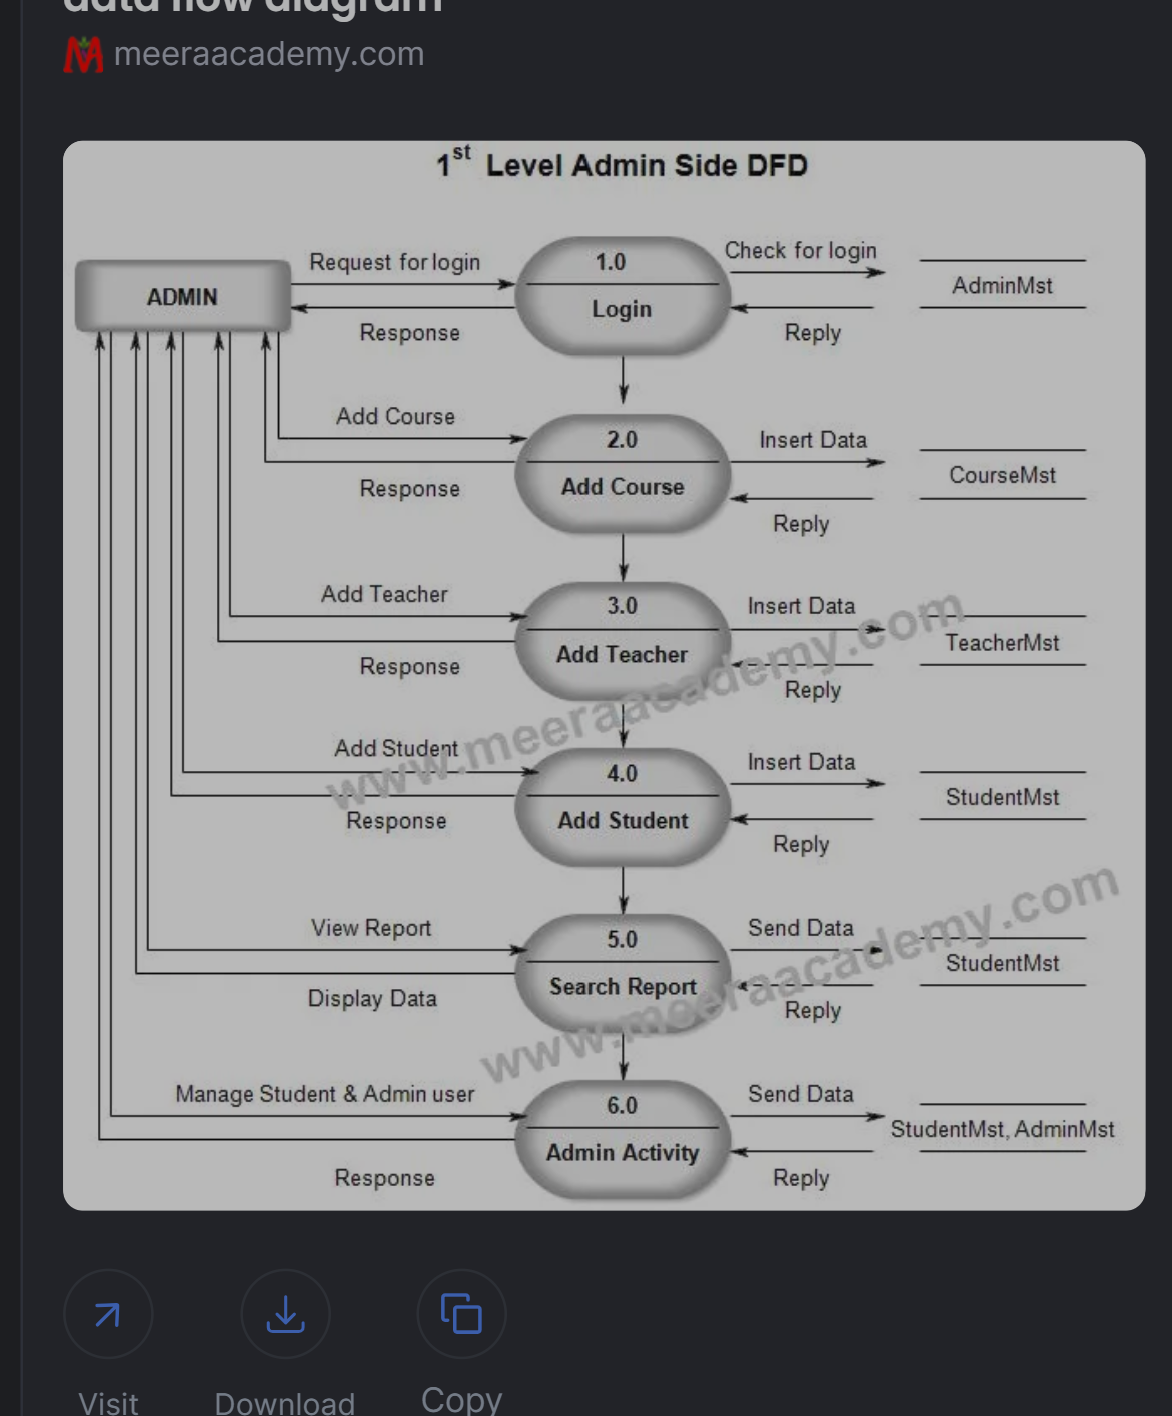 data flow diagram
meeraacademy.com
1st Level Admin Side DFD
ADMIN
Request for login
Response
1.0
Login
Check for login
Reply
AdminMst
Add Course
Response
2.0
Add Course
Insert Data
Reply
CourseMst
Add Teacher
Response
3.0
Add Teacher
Insert Data
Reply
TeacherMst
www.meeraacademy.com
Add Student
Response
4.0
Add Student
Insert Data
Reply
StudentMst
View Report
Display Data
5.0
Search Report
Send Data
Reply
StudentMst
www.meeraacademy.com
Manage Student & Admin user
Response
6.0
Admin Activity
Send Data
Reply
StudentMst, AdminMst
Visit
Download
Copy